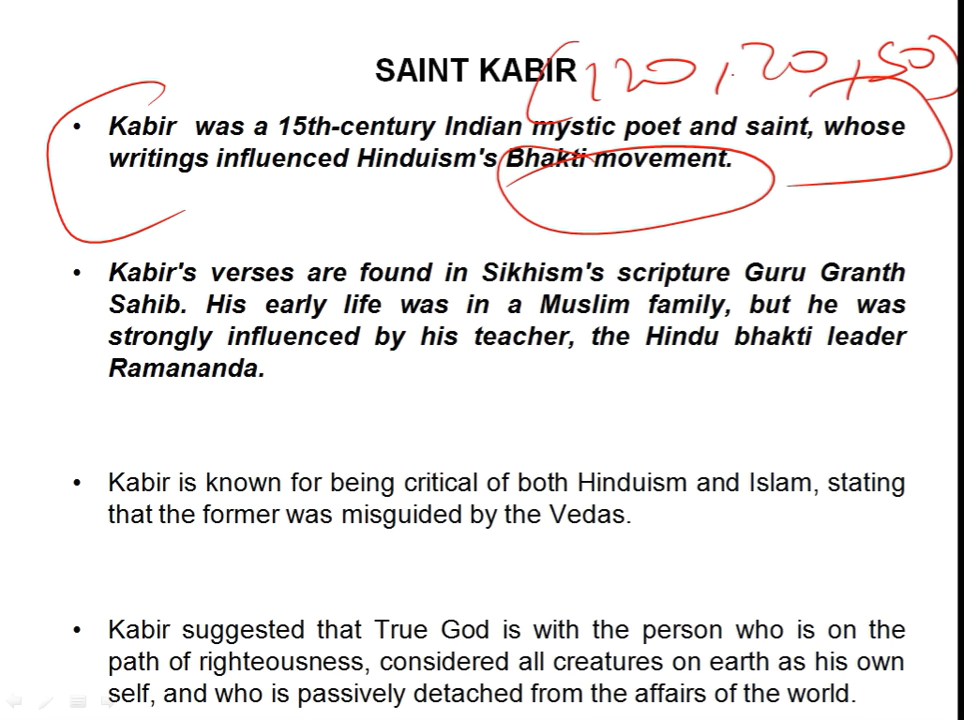 SAINT KABIR (120, 20, 50)
• Kabir was a 15th-century Indian mystic poet and saint, whose
writings influenced Hinduism's Bhakti movement.
• Kabir's verses are found in Sikhism's scripture Guru Granth
Sahib. His early life was in a Muslim family, but he was
strongly influenced by his teacher, the Hindu bhakti leader
Ramananda.
• Kabir is known for being critical of both Hinduism and Islam, stating
that the former was misguided by the Vedas.
• Kabir suggested that True God is with the person who is on the
path of righteousness, considered all creatures on earth as his own
self, and who is passively detached from the affairs of the world.